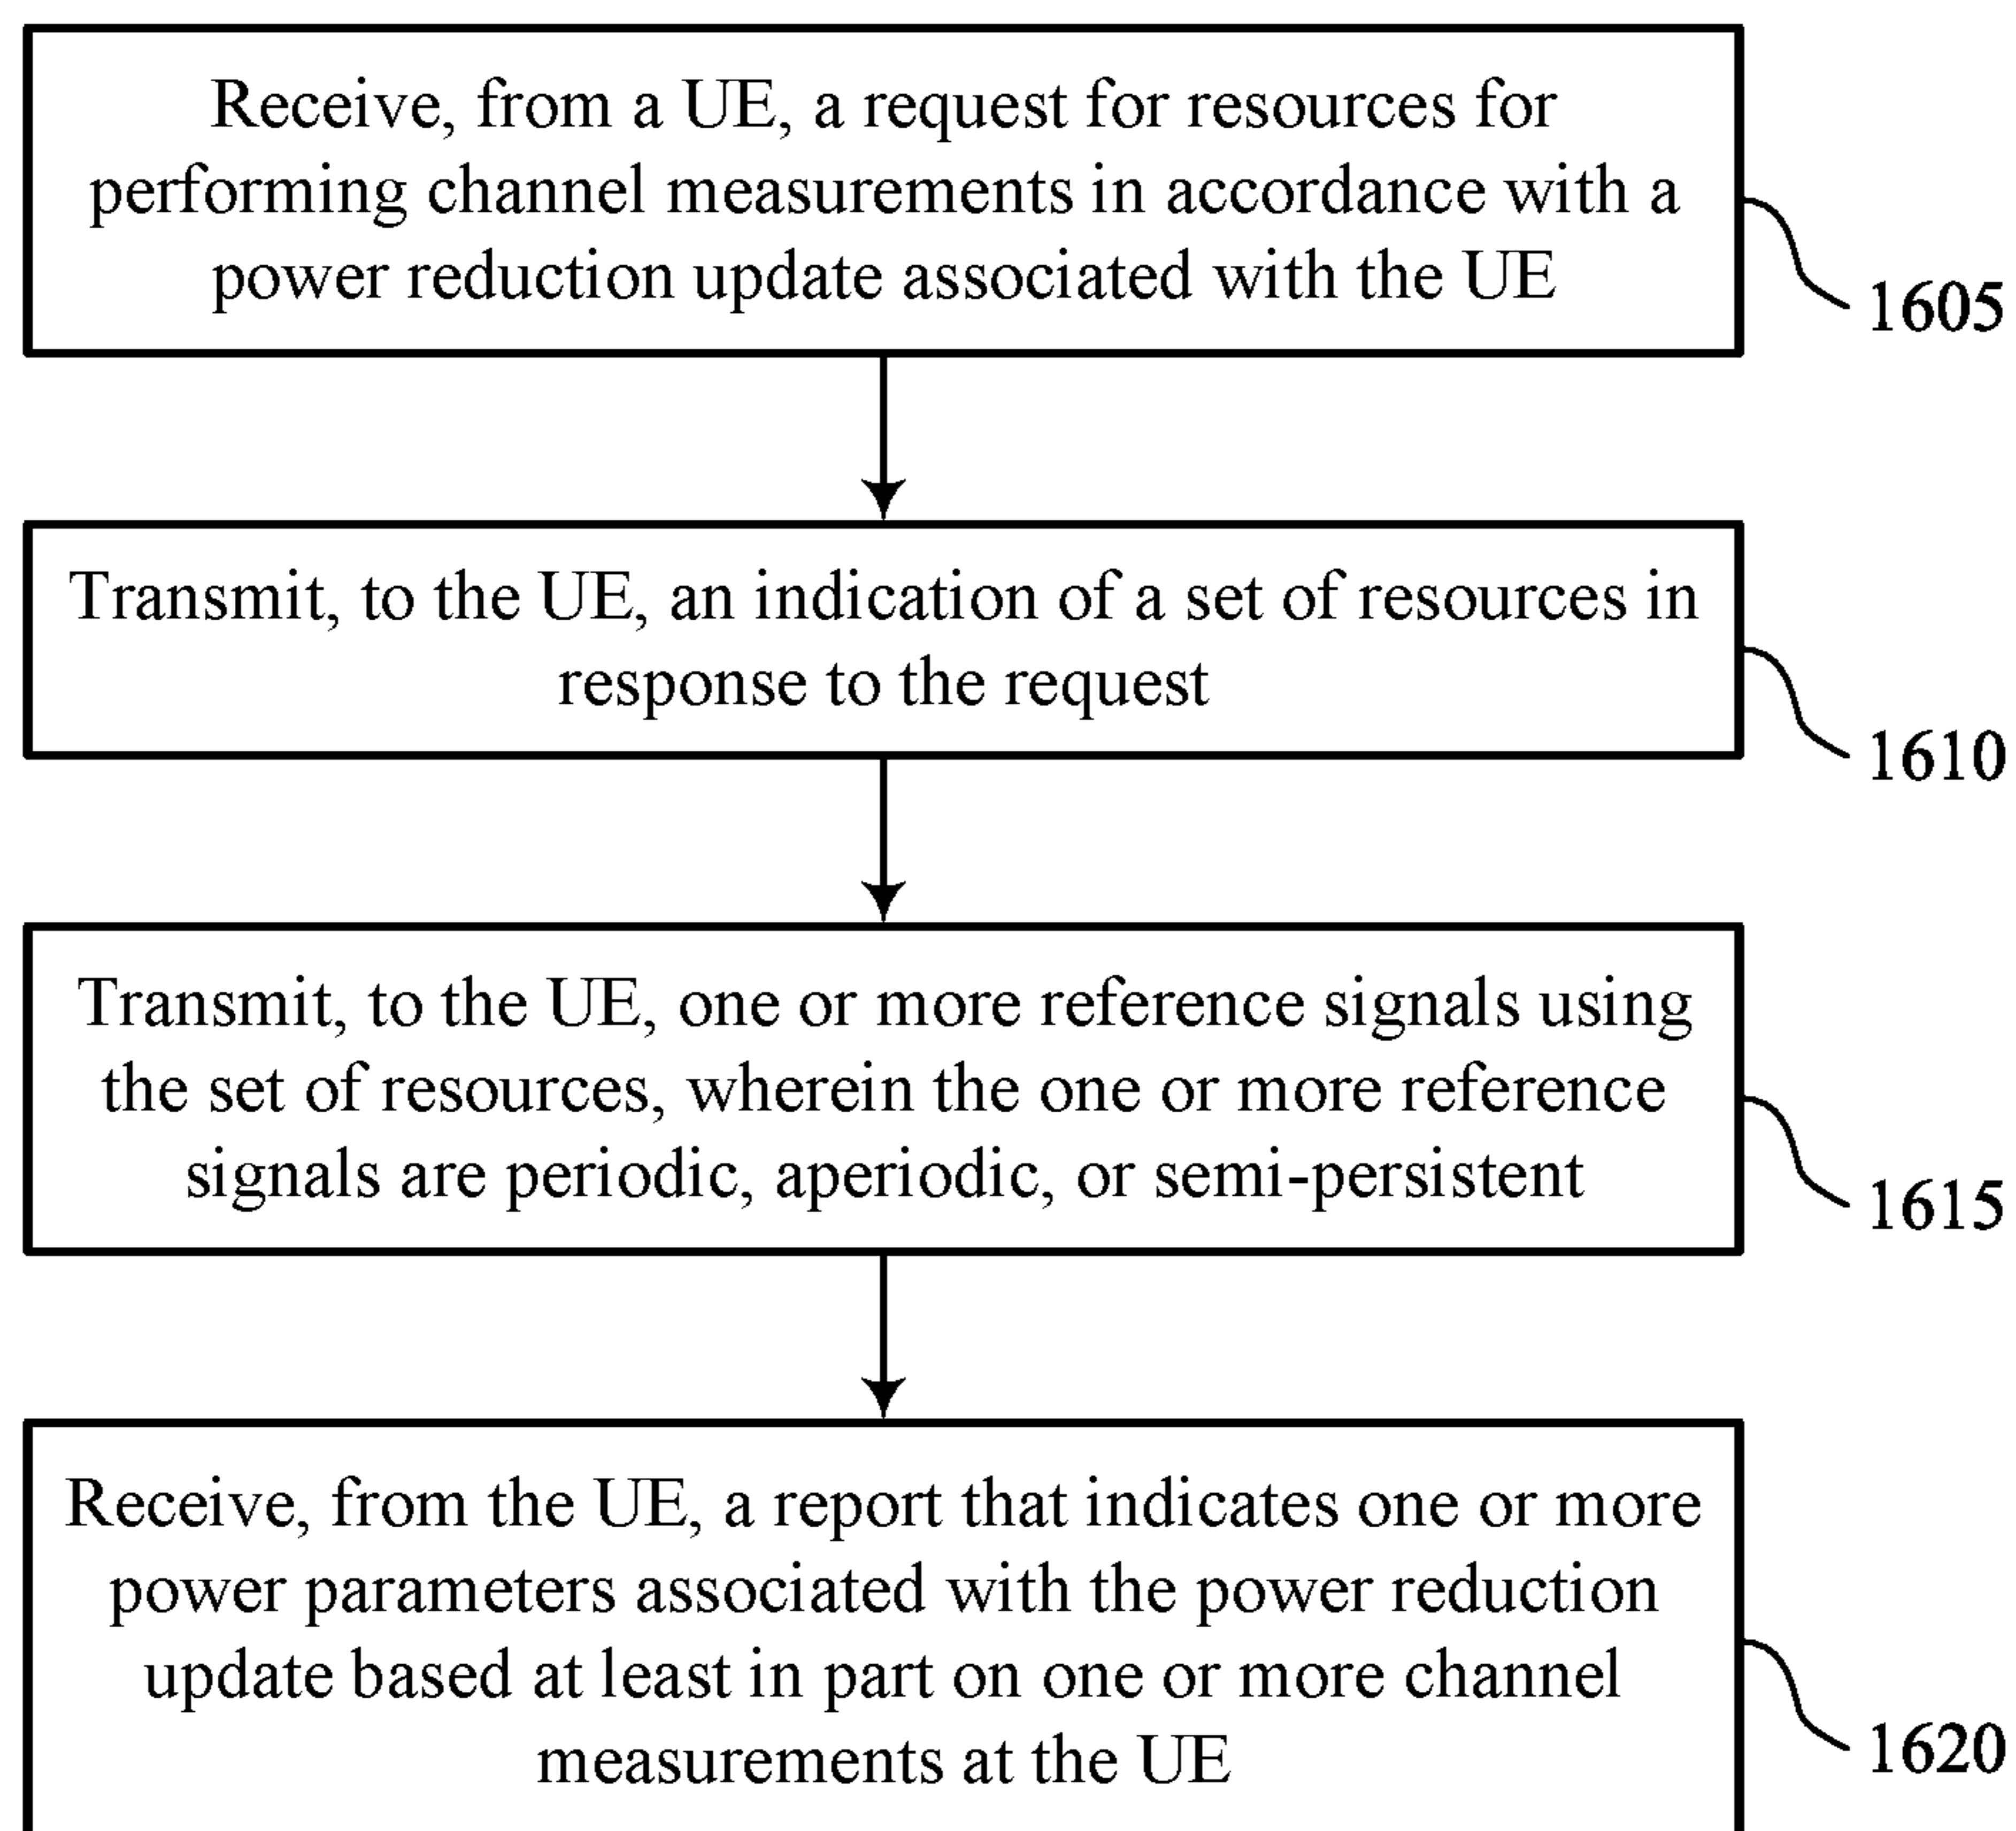 Receive, from a UE, a request for resources for
performing channel measurements in accordance with a
power reduction update associated with the UE
1605
Transmit, to the UE, an indication of a set of resources in
response to the request
1610
Transmit, to the UE, one or more reference signals using
the set of resources, wherein the one or more reference
signals are periodic, aperiodic, or semi-persistent
1615
Receive, from the UE, a report that indicates one or more
power parameters associated with the power reduction
update based at least in part on one or more channel
measurements at the UE
1620